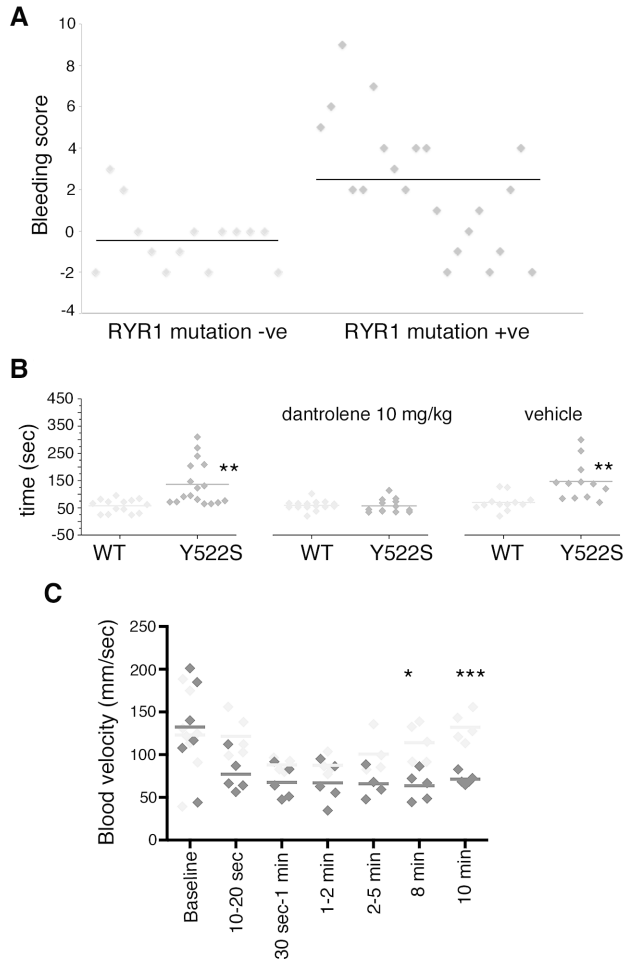 A
10
8
6
4
2
0
-2
-4
Bleeding score
RYR1 mutation -ve
RYR1 mutation +ve
B
450
350
250
150
50
-50
time (sec)
dantrolene 10 mg/kg
vehicle
**
**
WT
Y522S
WT
Y522S
WT
Y522S
C
250
200
150
100
50
0
Blood velocity (mm/sec)
*
***
Baseline
10-20 sec
30 sec-1 min
1-2 min
2-5 min
8 min
10 min